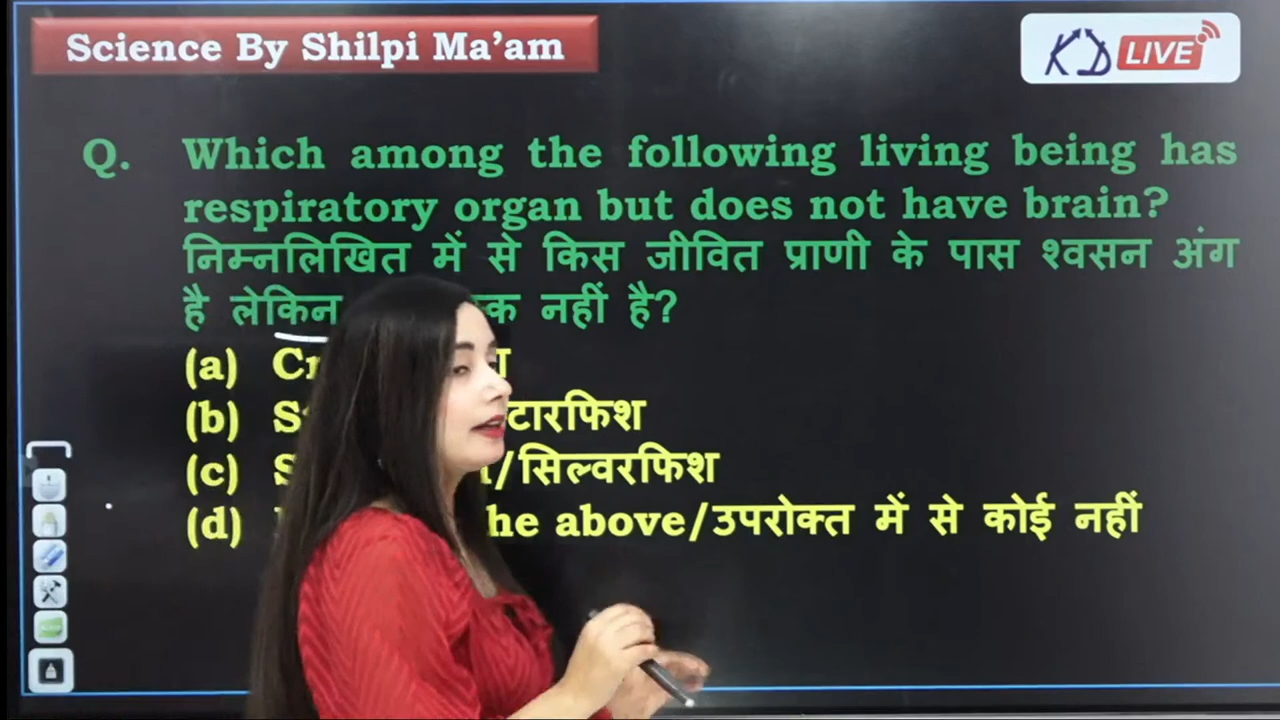 Science By Shilpi Ma'am
KD LIVE
Q. Which among the following living being has
respiratory organ but does not have brain?
निम्नलिखित में से किस जीवित प्राणी के पास श्वसन अंग
है लेकिन नहीं है?
(a)
(b) स्टारफिश
(c) /सिल्वरफिश
(d) the above/उपरोक्त में से कोई नहीं